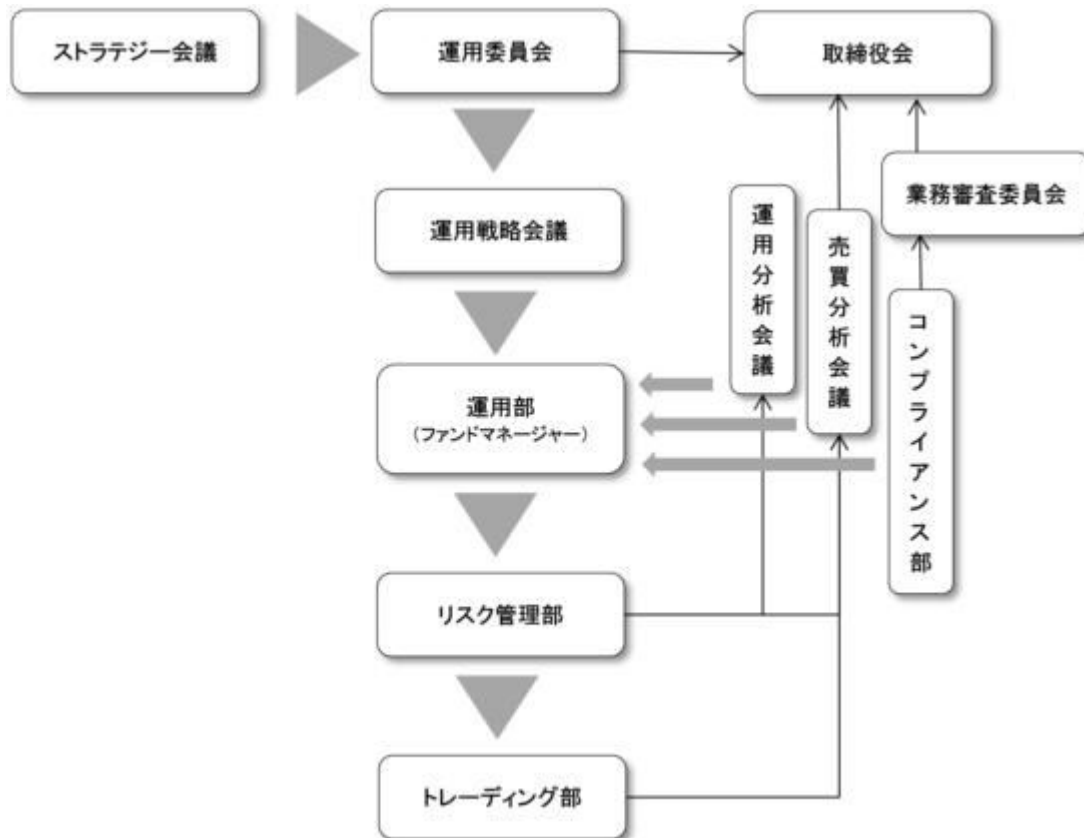 ストラテジー会議
運用委員会
取締役会
業務審査委員会
運用戦略会議
運用分析会議
売買分析会議
コンプライアンス部
運用部
（ファンドマネージャー）
リスク管理部
トレーディング部